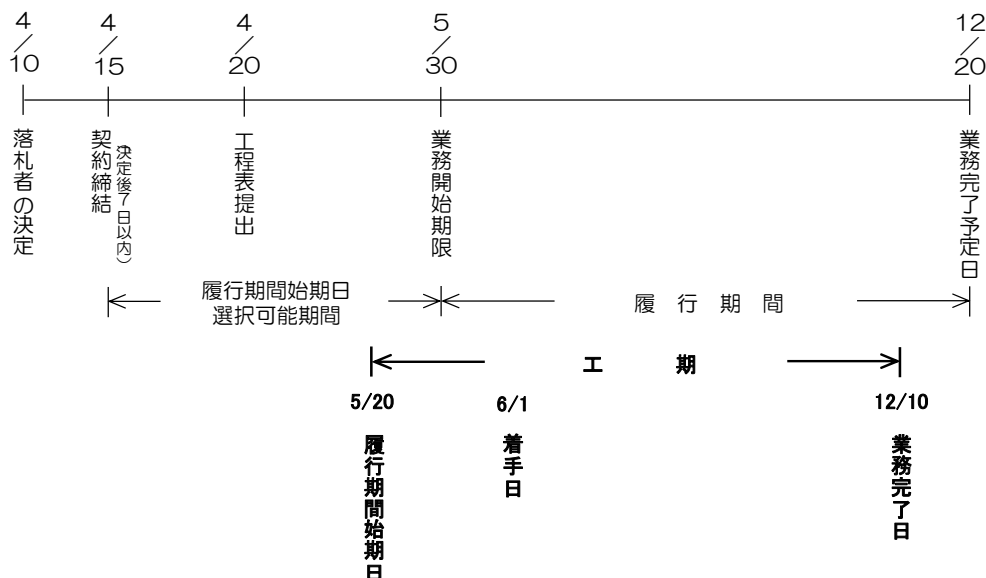 4/10
4/15
4/20
5/30
12/20
落札者の決定
契約締結
（決定後７日以内）
工程表提出
業務開始期限
業務完了予定日
履行期間始期日
選択可能期間
履　行　期　間
工　　期
5/20
6/1
12/10
履行期間始期日
着手日
業務完了日